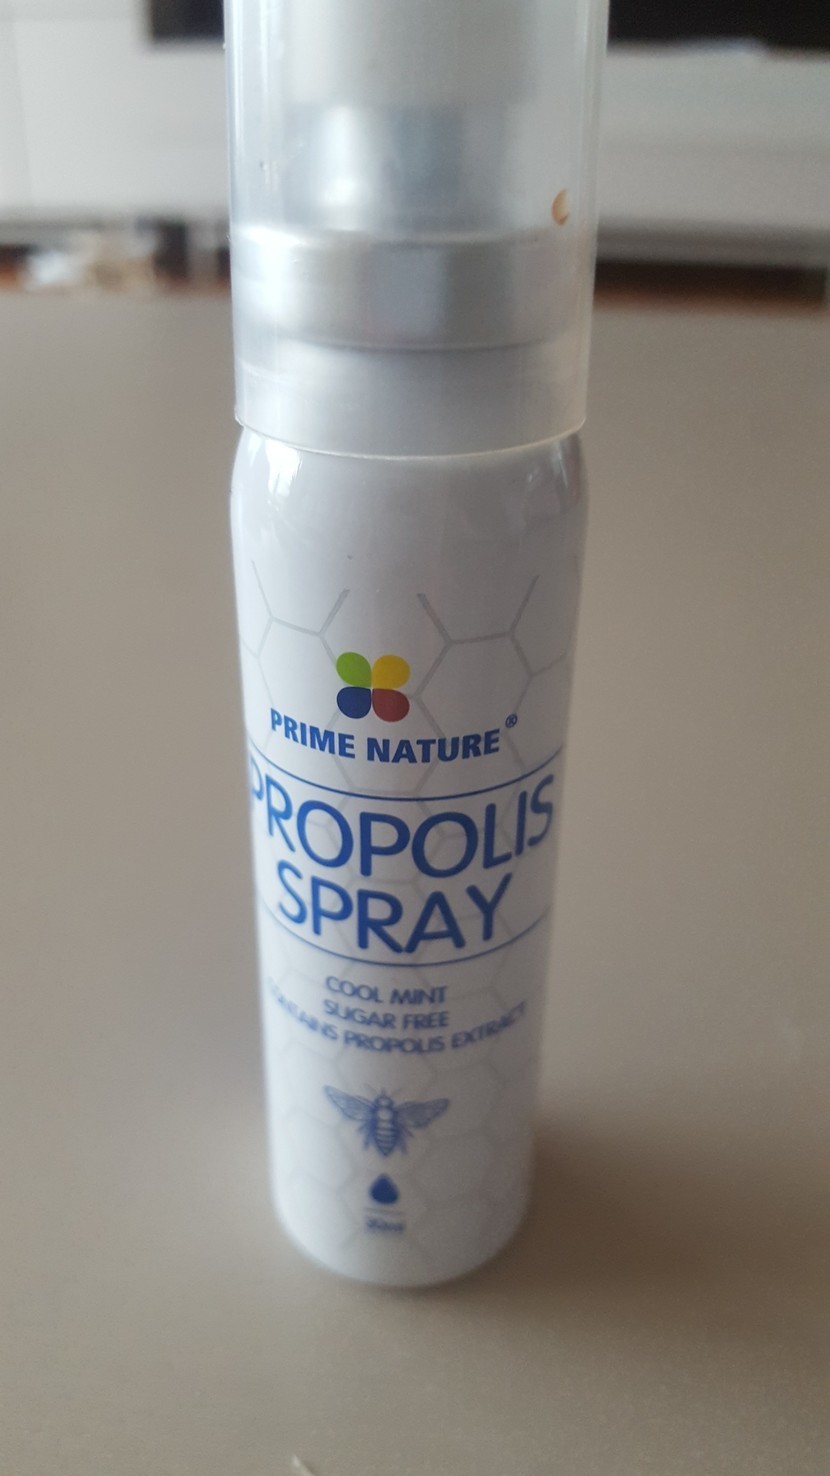 PRIME NATURE®
PROPOLIS
SPRAY
COOL MINT
SUGAR FREE
CONTAINS PROPOLIS EXTRACT